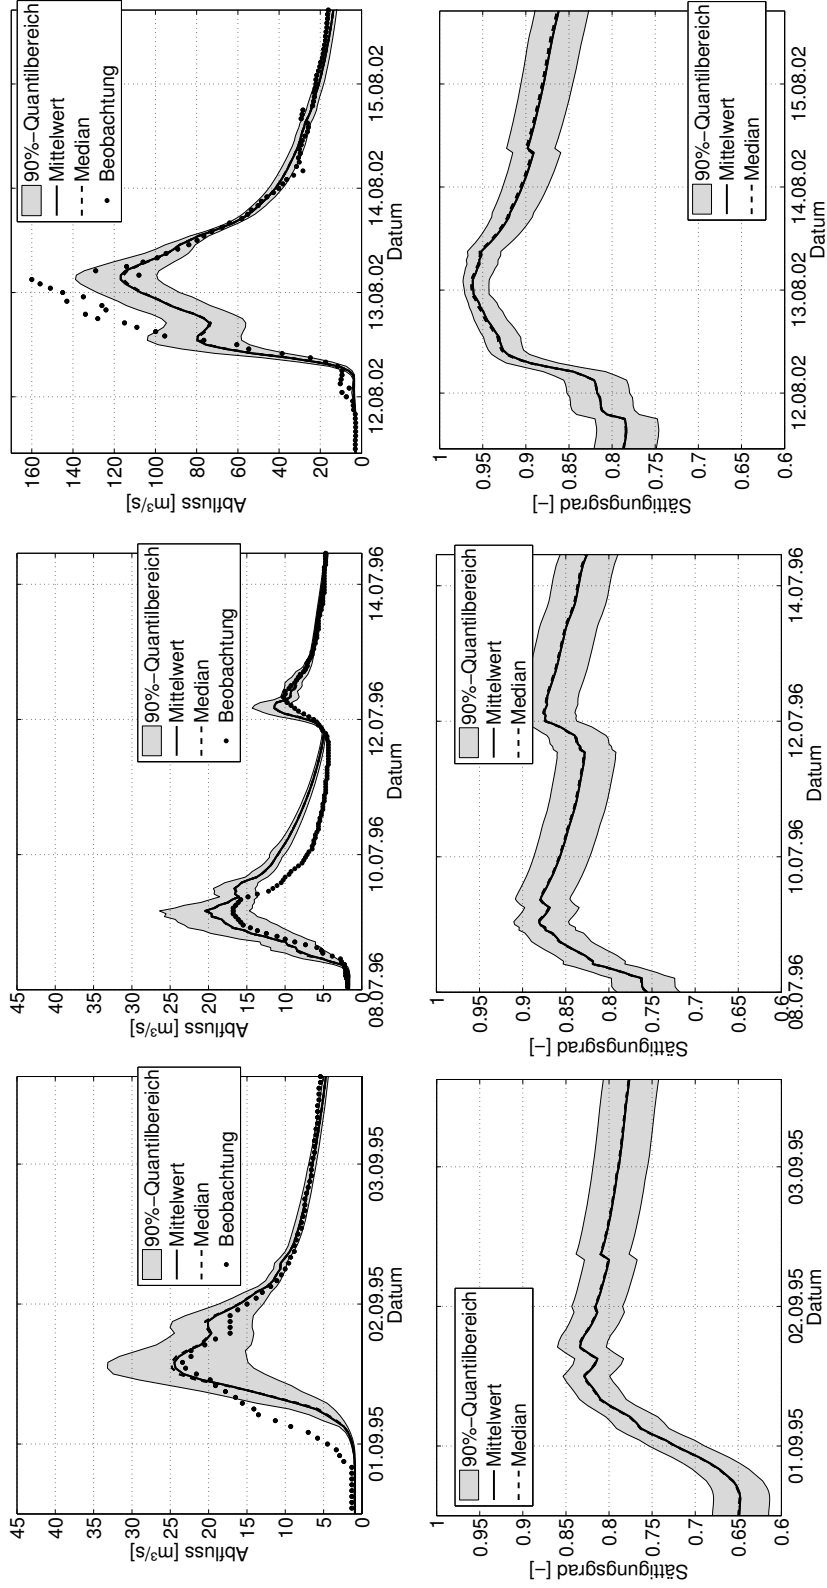 45
40
35
30
25
20
15
10
5
0
Abfluss [m³/s]
90%−Quantilbereich
Mittelwert
Median
Beobachtung
01.09.95 02.09.95 03.09.95
Datum
45
40
35
30
25
20
15
10
5
0
Abfluss [m³/s]
90%−Quantilbereich
Mittelwert
Median
Beobachtung
08.07.96 10.07.96 12.07.96 14.07.96
Datum
160
140
120
100
80
60
40
20
0
Abfluss [m³/s]
90%−Quantilbereich
Mittelwert
Median
Beobachtung
12.08.02 13.08.02 14.08.02 15.08.02
Datum
1
0.95
0.9
0.85
0.8
0.75
0.7
0.65
0.6
Sättigungsgrad [−]
90%−Quantilbereich
Mittelwert
Median
01.09.95 02.09.95 03.09.95
Datum
1
0.95
0.9
0.85
0.8
0.75
0.7
0.65
0.6
Sättigungsgrad [−]
90%−Quantilbereich
Mittelwert
Median
08.07.96 10.07.96 12.07.96 14.07.96
Datum
1
0.95
0.9
0.85
0.8
0.75
0.7
0.65
0.6
Sättigungsgrad [−]
90%−Quantilbereich
Mittelwert
Median
12.08.02 13.08.02 14.08.02 15.08.02
Datum